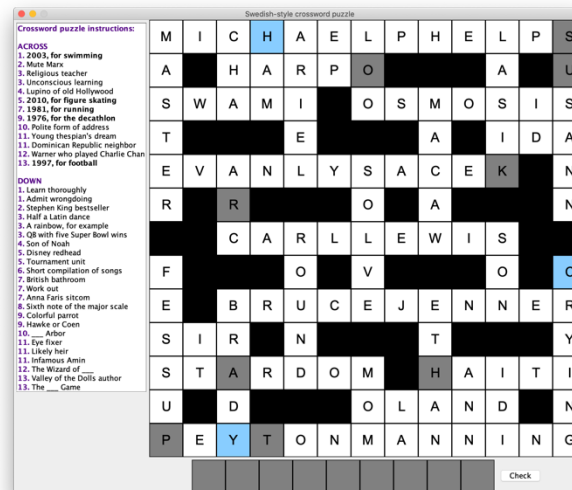 Swedish-style crossword puzzle
Crossword puzzle instructions:
ACROSS
1. 2003, for swimming
2. Mute Marx
3. Religious teacher
3. Unconscious learning
4. Lupino of old Hollywood
5. 2010, for figure skating
7. 1981, for running
9. 1976, for the decathlon
10. Polite form of address
11. Young thespian's dream
11. Dominican Republic neighbor
12. Warner who played Charlie Chan
13. 1997, for football
DOWN
1. Learn thoroughly
1. Admit wrongdoing
2. Stephen King bestseller
3. Half a Latin dance
3. A rainbow, for example
3. QB with five Super Bowl wins
4. Son of Noah
5. Disney redhead
5. Tournament unit
6. Short compilation of songs
7. British bathroom
7. Work out
7. Anna Faris sitcom
8. Sixth note of the major scale
9. Colorful parrot
9. Hawke or Coen
10. ___ Arbor
11. Eye fixer
11. Likely heir
11. Infamous Amin
12. The Wizard of ___
13. Valley of the Dolls author
13. The ___ Game
M I C H A E L P H E L P S
A H A R P O A U
S W A M I O S M O S I S
T E A I D A
E V A N L Y S A C E K N
R R O A N
C A R L L E W I S
F O V O C
E B R U C E J E N N E R
S I R N T Y
S T A R D O M H A I T I
U D O L A N D N
P E Y T O N M A N N I N G
Check